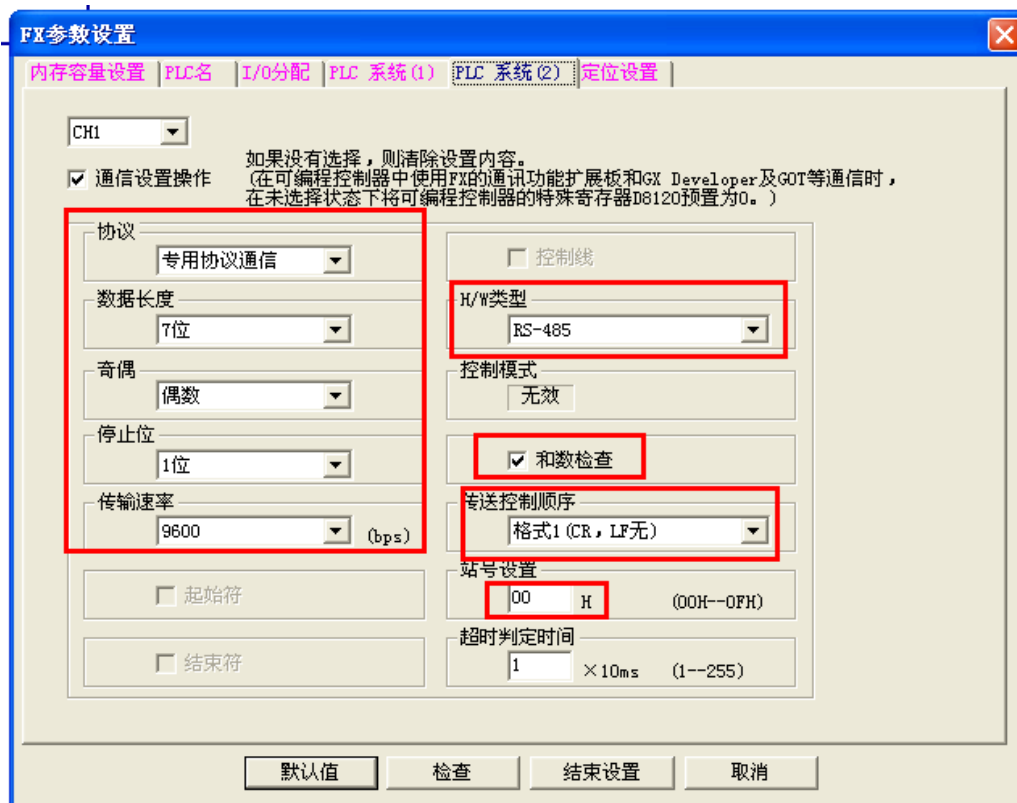 FX参数设置
内存容量设置 PLC名 I/O分配 PLC 系统(1) PLC 系统(2) 定位设置
CH1
通信设置操作
如果没有选择，则清除设置内容。
(在可编程控制器中使用FX的通讯功能扩展板和GX Developer及GOT等通信时，
在未选择状态下将可编程控制器的特殊寄存器D8120预置为0。)
协议
专用协议通信
控制线
数据长度
7位
H/W类型
RS-485
奇偶
偶数
控制模式
无效
停止位
1位
和数检查
传输速率
9600 (bps)
传送控制顺序
格式1(CR，LF无)
起始符
站号设置
00 H (00H--0FH)
结束符
超时判定时间
1 ×10ms (1--255)
默认值 检查 结束设置 取消